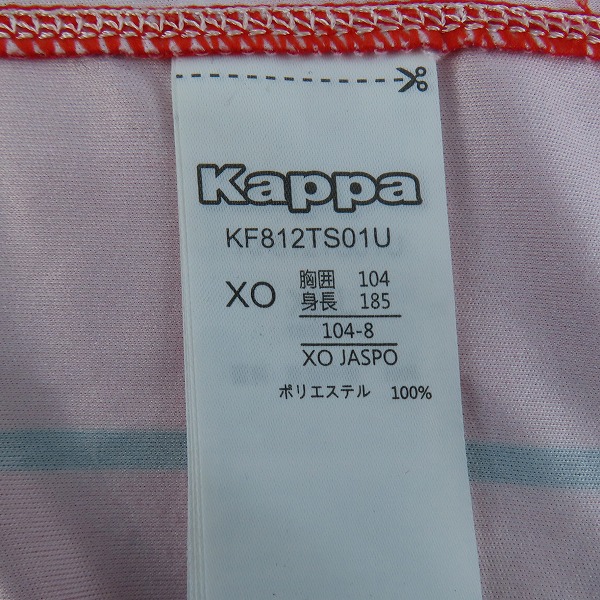 Kappa
KF812TS01U
XO
胸囲 104
身長 185
104-8
XO JASPO
ポリエステル 100%